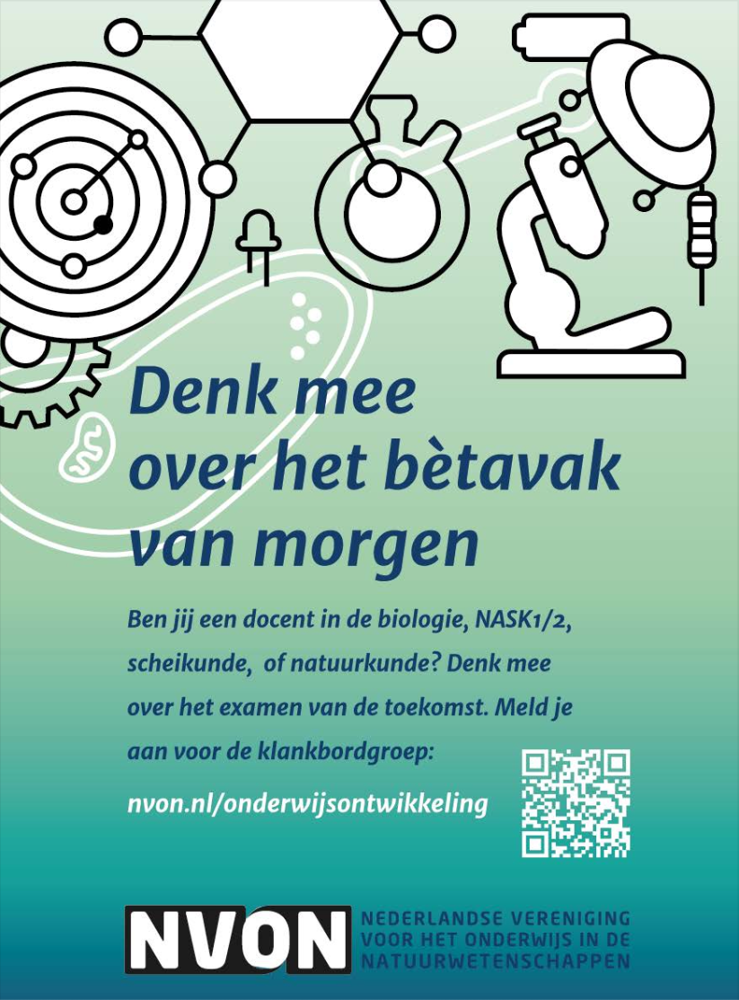 Denk mee
over het bètavak
van morgen
Ben jij een docent in de biologie, NASK1/2,
scheikunde, of natuurkunde? Denk mee
over het examen van de toekomst. Meld je
aan voor de klankbordgroep:
nvon.nl/onderwijsontwikkeling
NVON
NEDERLANDSE VERENIGING
VOOR HET ONDERWIJS IN DE
NATUURWETENSCHAPPEN